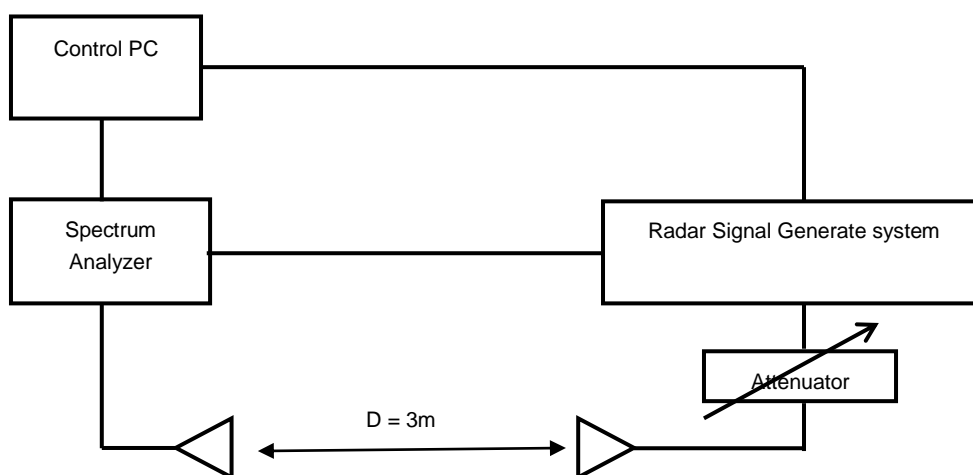 Control PC
Spectrum
Analyzer
Radar Signal Generate system
Attenuator
D = 3m